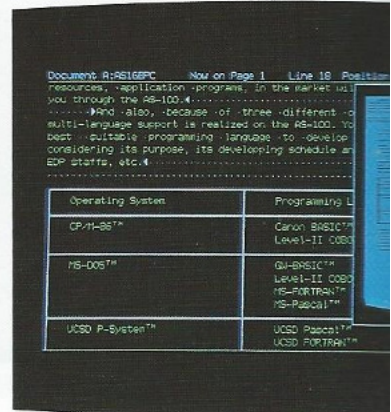 Document A:AS16BPC Now on Page 1 Line 18 Position
resources, application programs, in the market wil
you through the AS-100.
And also, because of three different o
multi-language support is realized on the AS-100. Yo
best suitable programming language to develop
considering its purpose, its developping schedule an
EDP staffs, etc.
Operating System Programming L
CP/M-86™ Canon BASIC™
Level-II COBO
MS-DOS™ GW-BASIC™
Level-II COBO
MS-FORTRAN™
MS-Pascal™
UCSD P-System™ UCSD Pascal™
UCSD FORTRAN™